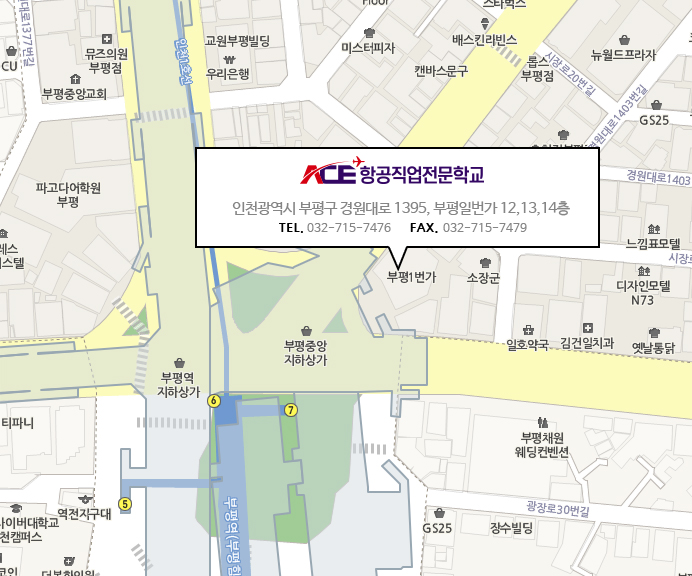 Floor
스타벅스
대로1377번길
뮤즈의원
부평점
CU
부평중앙교회
교원부평빌딩
우리은행
미스터피자
배스킨라빈스
캔바스문구
롭스
부평점
시장로20번길
뉴월드프라자
GS25
경원대로1403번길
경원대로1403
파고다어학원
부평
ACE 항공직업전문학교
인천광역시 부평구 경원대로 1395, 부평일번가 12,13,14층
TEL. 032-715-7476 FAX. 032-715-7479
느낌표모텔
시장로
부평1번가
소장군
디자인모텔
N73
일호약국
김건일치과
옛날통닭
부평중앙
지하상가
부평역
지하상가
6
7
티파니
부평채원
웨딩컨벤션
5
역전지구대
사이버대학교
천캠퍼스
부평역(부평
광장로30번길
GS25
장수빌딩
더복한의원